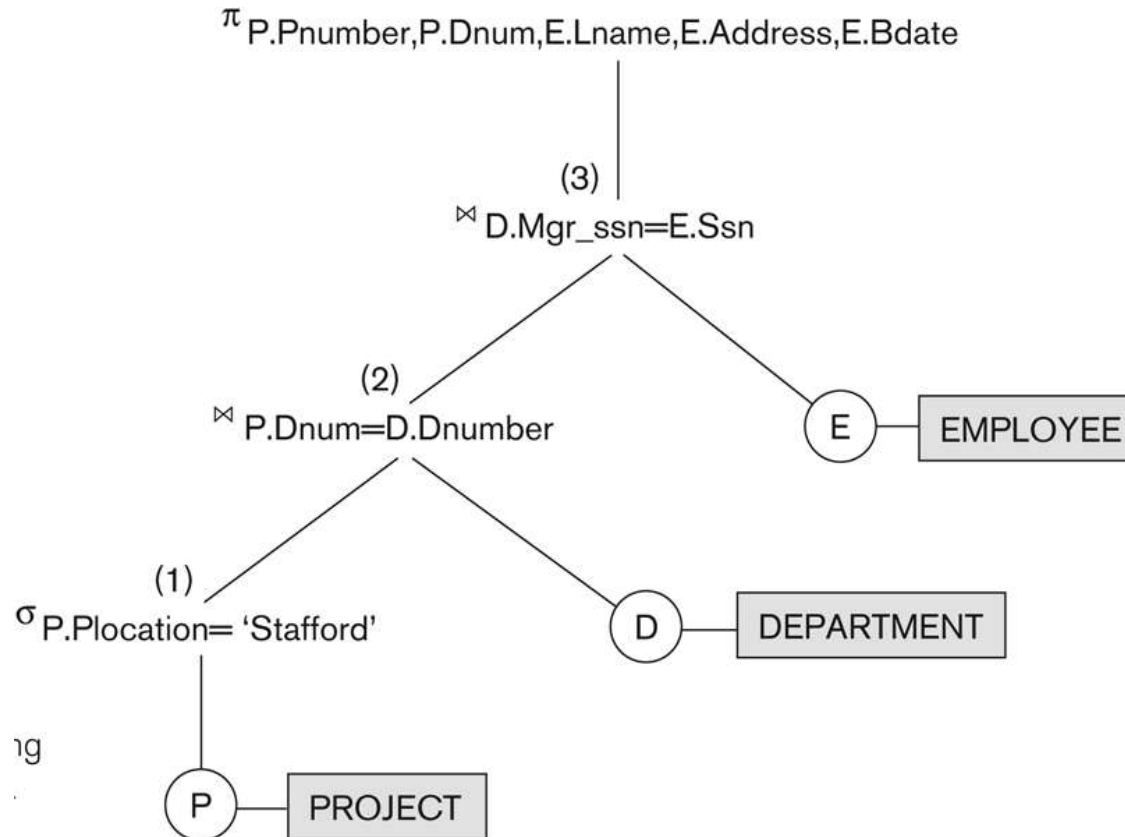 π P.Pnumber,P.Dnum,E.Lname,E.Address,E.Bdate
(3)
⋈ D.Mgr_ssn=E.Ssn
(2)
⋈ P.Dnum=D.Dnumber
E EMPLOYEE
(1)
σ P.Plocation= ‘Stafford’
D DEPARTMENT
P PROJECT